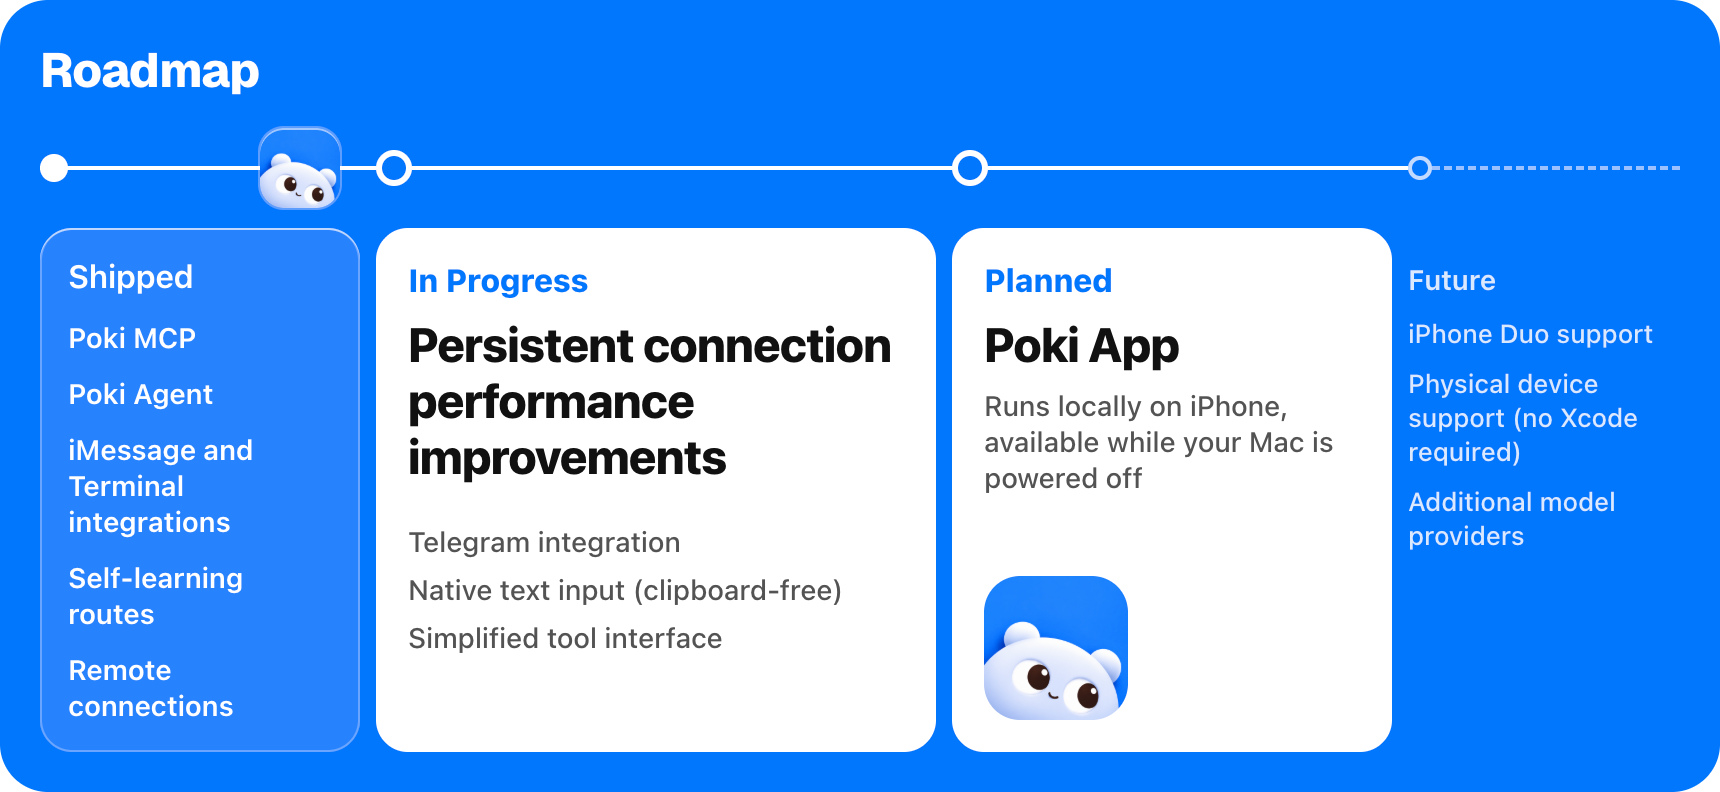 Roadmap
Shipped
Poki MCP
Poki Agent
iMessage and
Terminal
integrations
Self-learning
routes
Remote
connections
In Progress
Persistent connection
performance
improvements
Telegram integration
Native text input (clipboard-free)
Simplified tool interface
Planned
Poki App
Runs locally on iPhone,
available while your Mac is
powered off
Future
iPhone Duo support
Physical device
support (no Xcode
required)
Additional model
providers